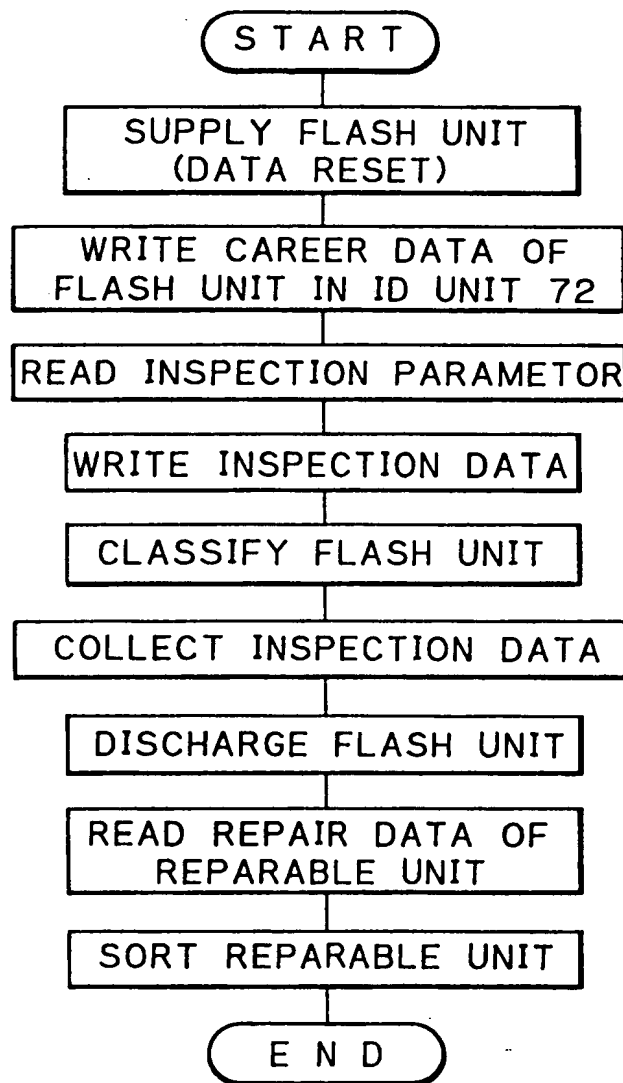 START
SUPPLY FLASH UNIT
(DATA RESET)
WRITE CAREER DATA OF
FLASH UNIT IN ID UNIT 72
READ INSPECTION PARAMETOR
WRITE INSPECTION DATA
CLASSIFY FLASH UNIT
COLLECT INSPECTION DATA
DISCHARGE FLASH UNIT
READ REPAIR DATA OF
REPARABLE UNIT
SORT REPARABLE UNIT
END